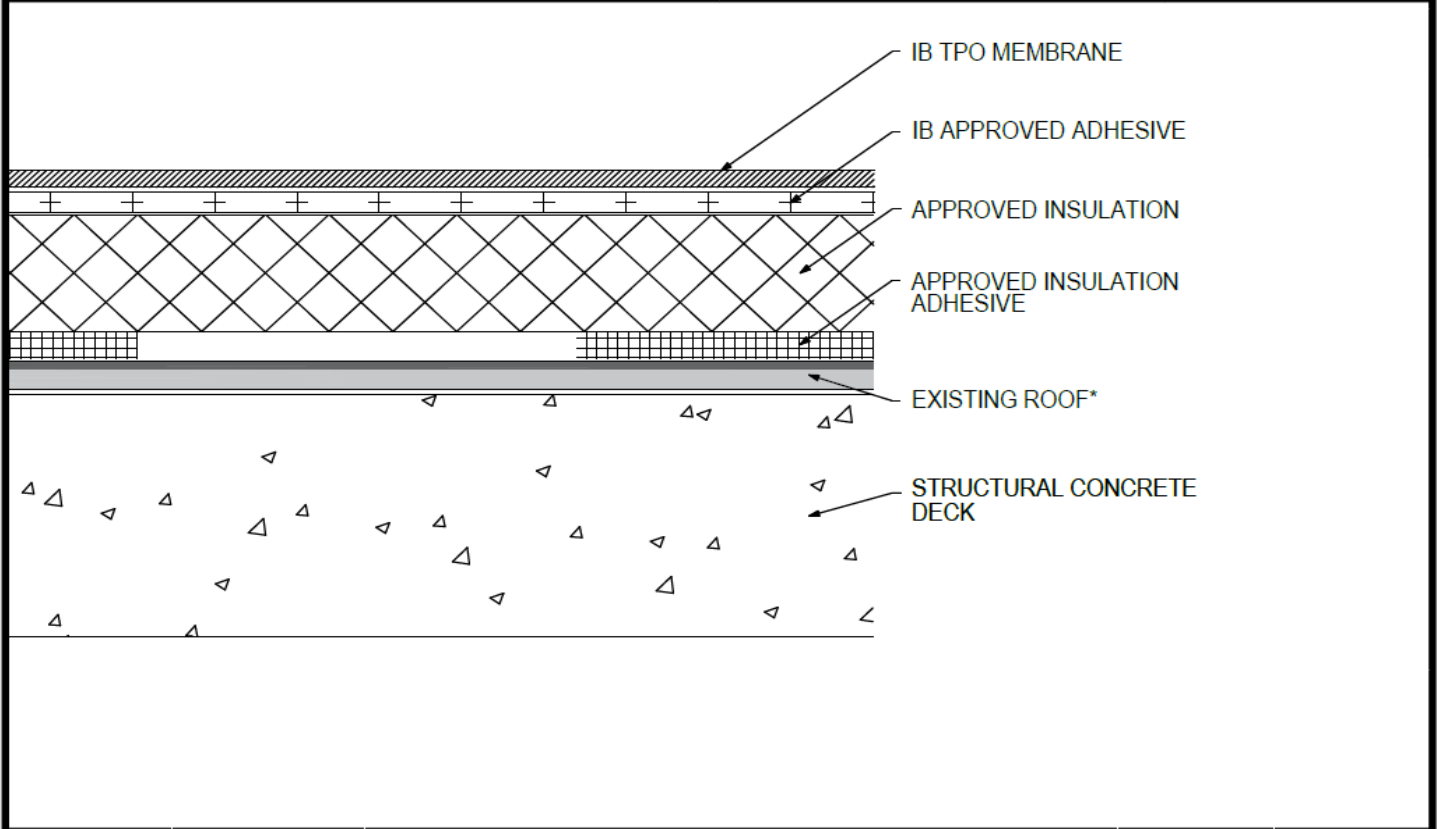 IB TPO MEMBRANE
IB APPROVED ADHESIVE
APPROVED INSULATION
APPROVED INSULATION
ADHESIVE
EXISTING ROOF*
STRUCTURAL CONCRETE
DECK